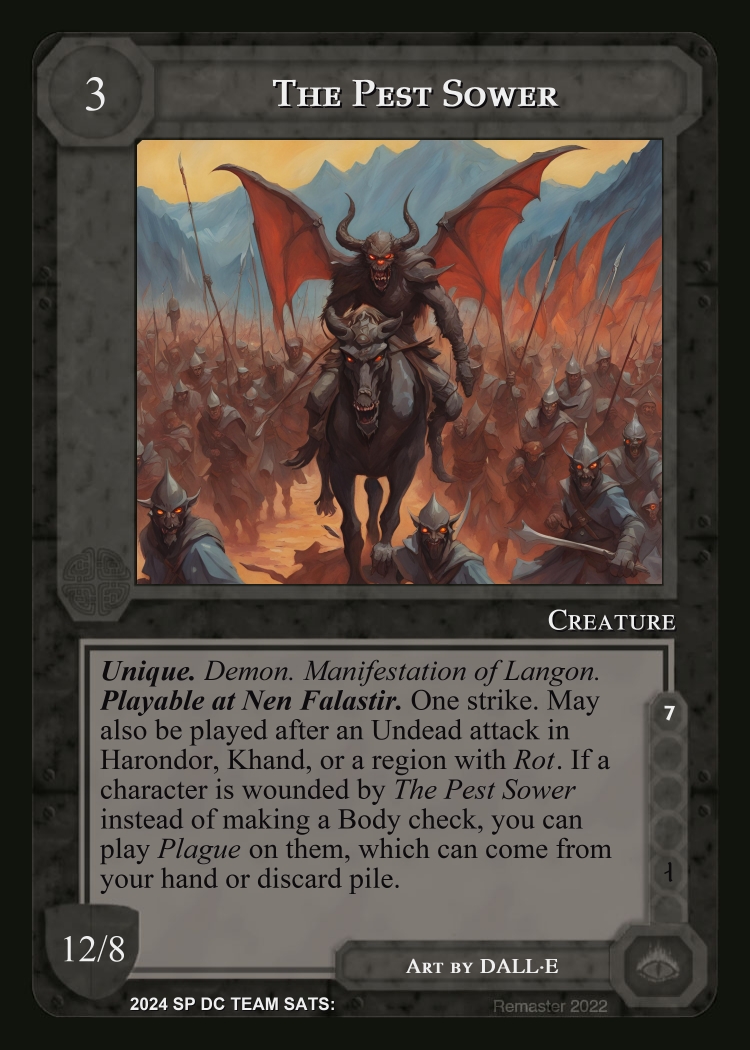 3
The Pest Sower
Creature
Unique. Demon. Manifestation of Langon.
Playable at Nen Falastir. One strike. May
also be played after an Undead attack in
Harondor, Khand, or a region with Rot. If a
character is wounded by The Pest Sower
instead of making a Body check, you can
play Plague on them, which can come from
your hand or discard pile.
7
12/8
Art by DALL·E
2024 SP DC TEAM SATS:
Remaster 2022